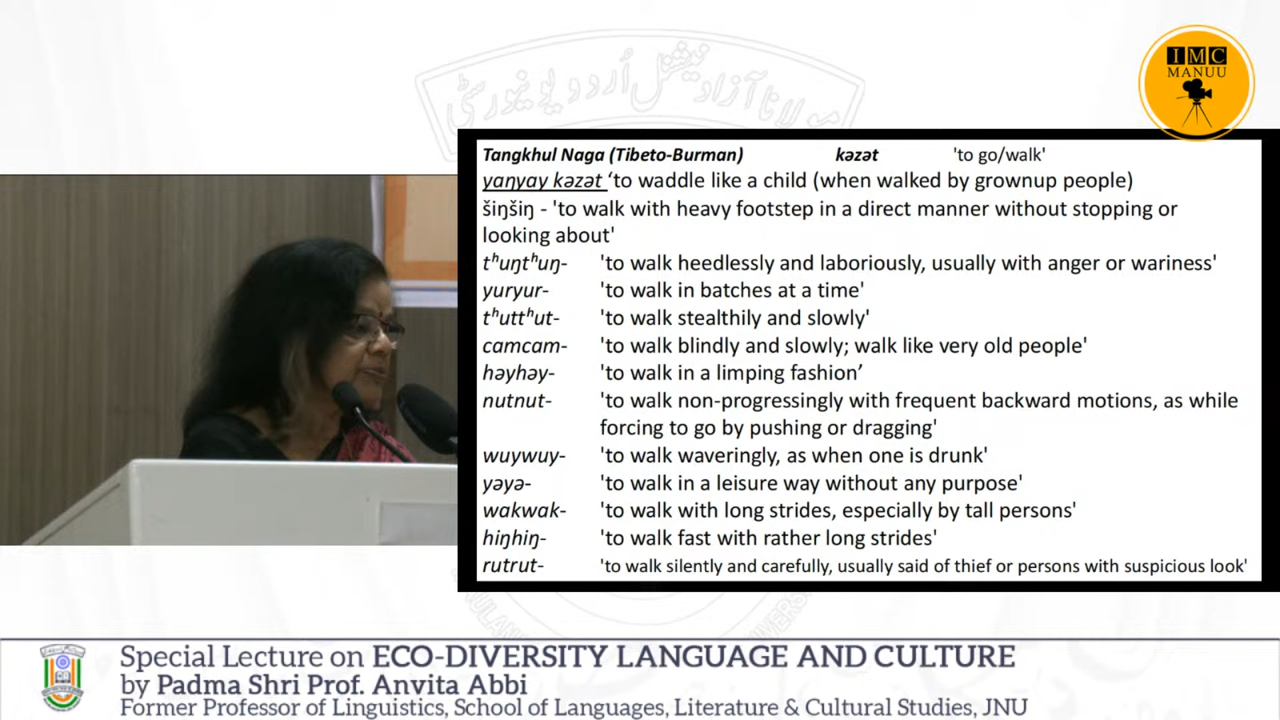 مولانا آزاد نیشنل اُردو یونیورسٹی
IMC
MANUU
Tangkhul Naga (Tibeto-Burman) kəzət 'to go/walk'
yaŋyay kəzət ‘to waddle like a child (when walked by grownup people)
šiŋšiŋ - 'to walk with heavy footstep in a direct manner without stopping or
looking about'
tʰuŋtʰuŋ- 'to walk heedlessly and laboriously, usually with anger or wariness'
yuryur- 'to walk in batches at a time'
tʰuttʰut- 'to walk stealthily and slowly'
camcam- 'to walk blindly and slowly; walk like very old people'
həyhəy- 'to walk in a limping fashion’
nutnut- 'to walk non-progressingly with frequent backward motions, as while
forcing to go by pushing or dragging'
wuywuy- 'to walk waveringly, as when one is drunk'
yəyə- 'to walk in a leisure way without any purpose'
wakwak- 'to walk with long strides, especially by tall persons'
hiŋhiŋ- 'to walk fast with rather long strides'
rutrut- 'to walk silently and carefully, usually said of thief or persons with suspicious look'
Special Lecture on ECO-DIVERSITY LANGUAGE AND CULTURE
by Padma Shri Prof. Anvita Abbi
Former Professor of Linguistics, School of Languages, Literature & Cultural Studies, JNU